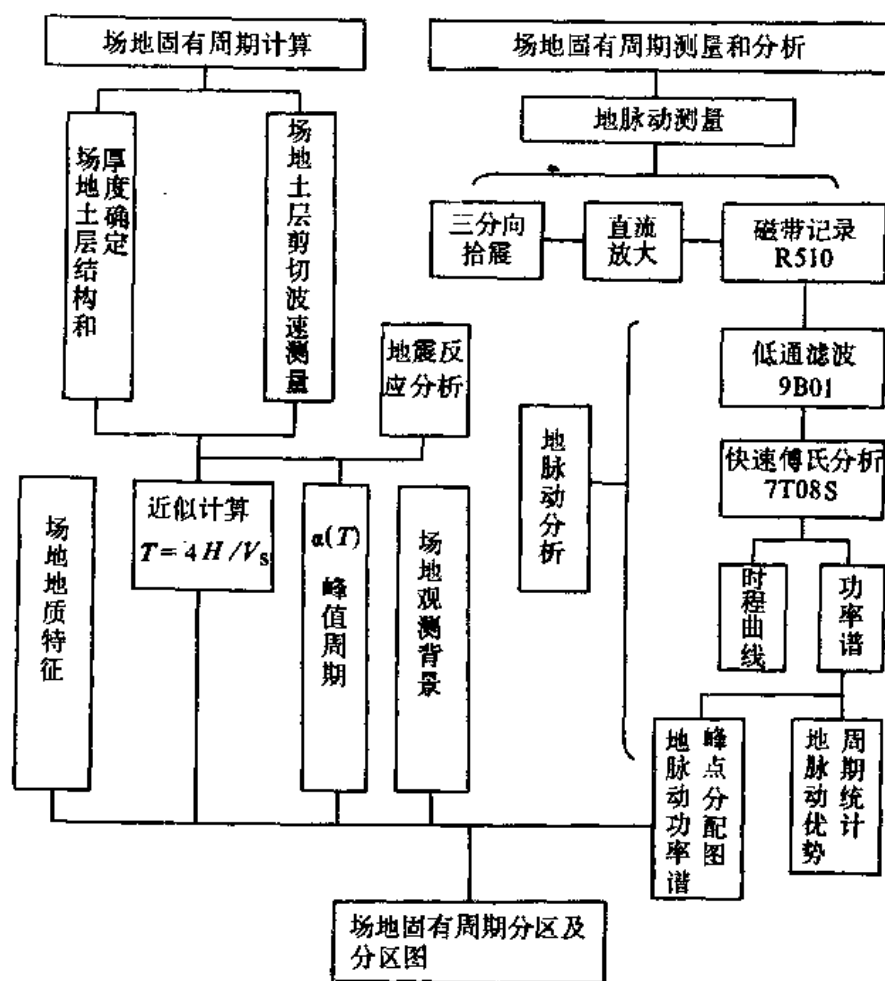 场地固有周期计算
场地固有周期测量和分析
地脉动测量
场地土层结构和
厚度确定
场地土层剪切波速测量
三分向
拾震
直流
放大
磁带记录
R510
地震反
应分析
低通滤波
9B01
地脉动分析
快速傅氏分析
7T08S
场地地质特征
近似计算
T=4H/Vs
α(T)
峰值周期
场地观测背景
时程曲线
功率谱
地脉动功率谱
峰点分配图
地脉动优势
周期统计
场地固有周期分区及
分区图